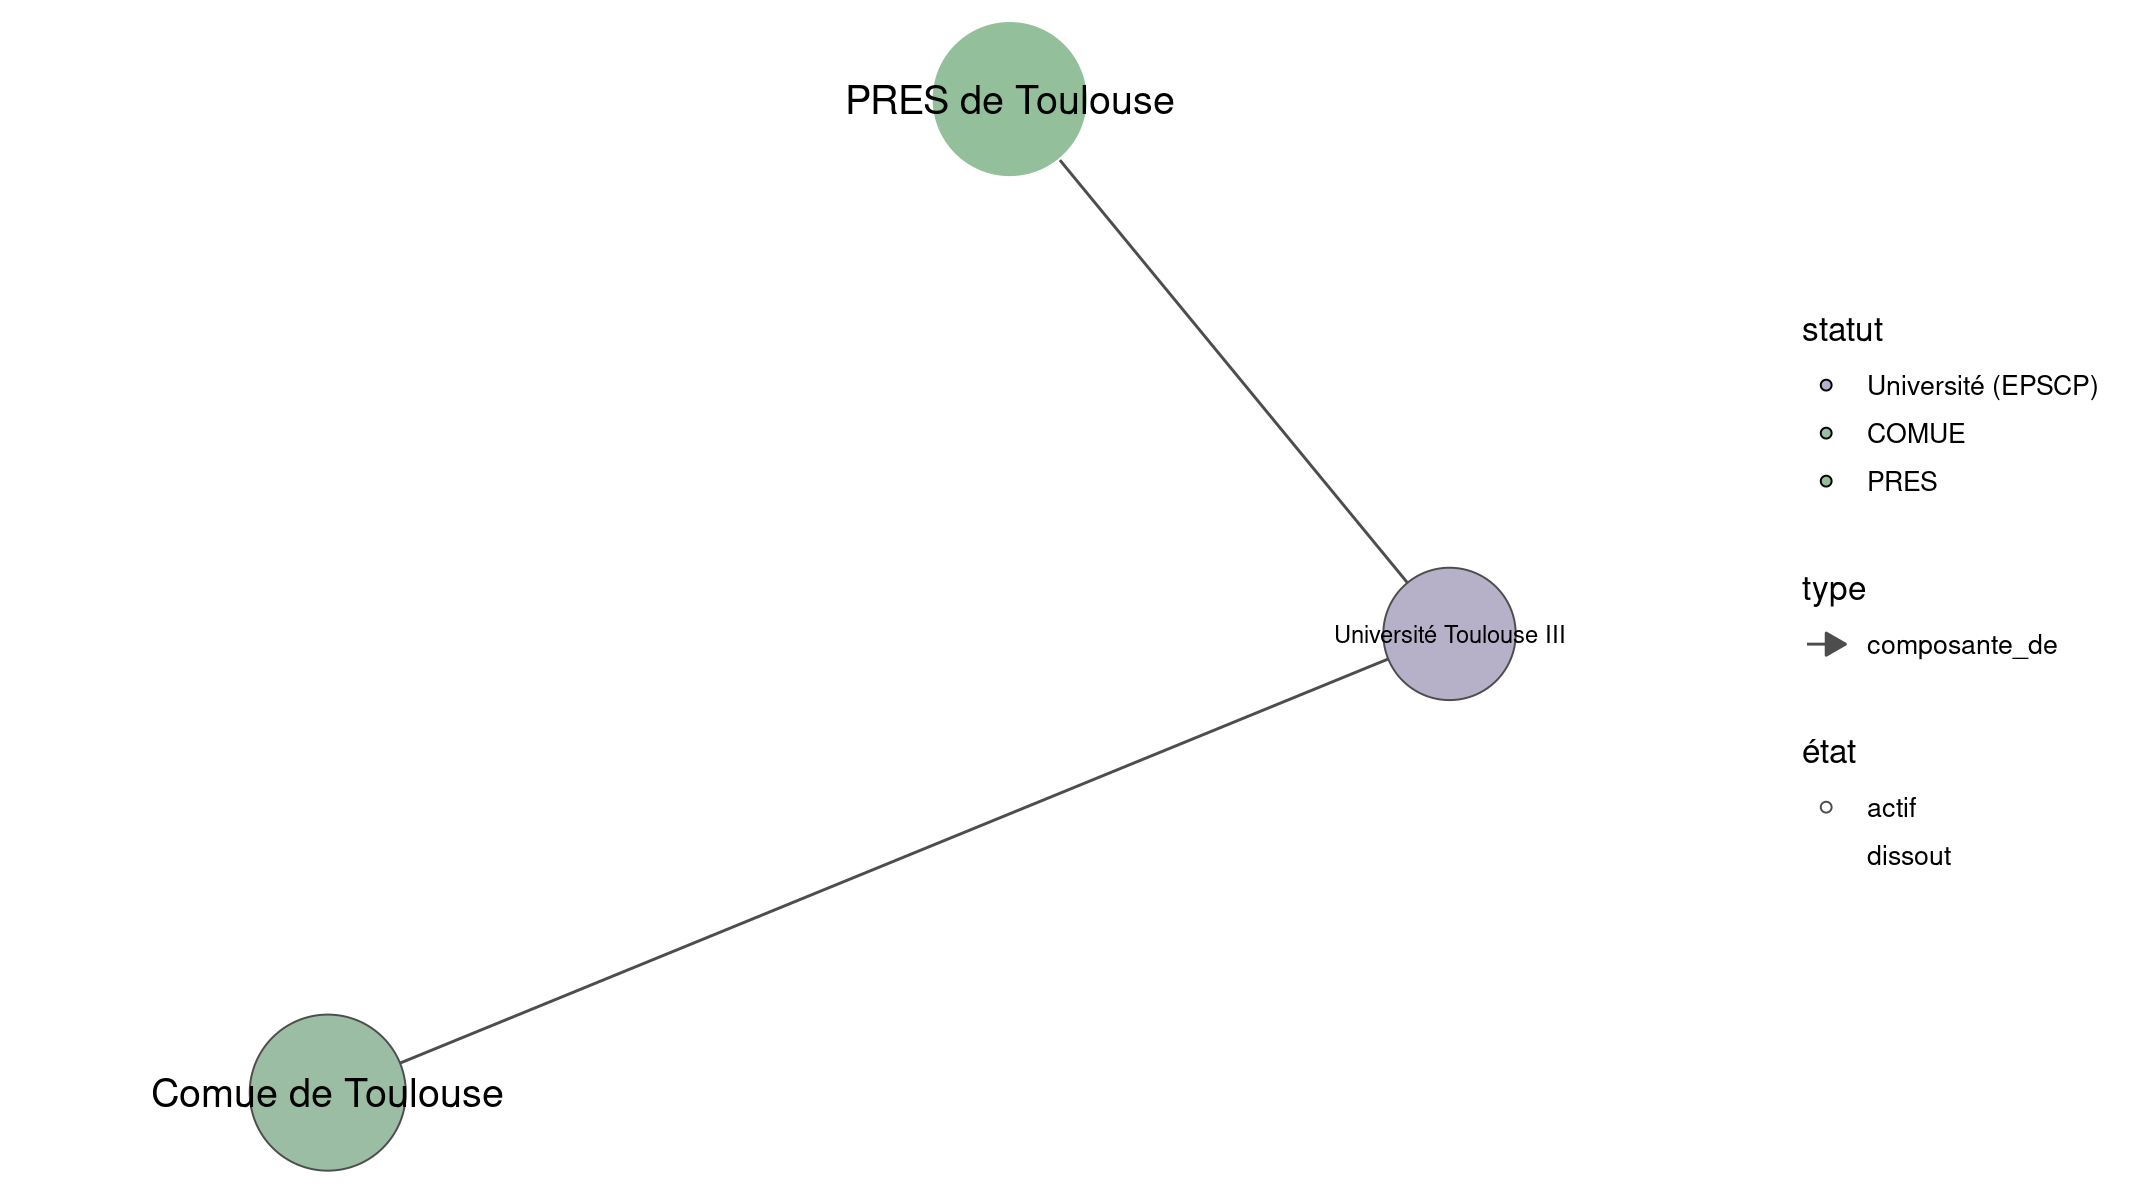 PRES de Toulouse
Université Toulouse III
Comue de Toulouse
statut
Université (EPSCP)
COMUE
PRES
type
composante_de
état
actif
dissout